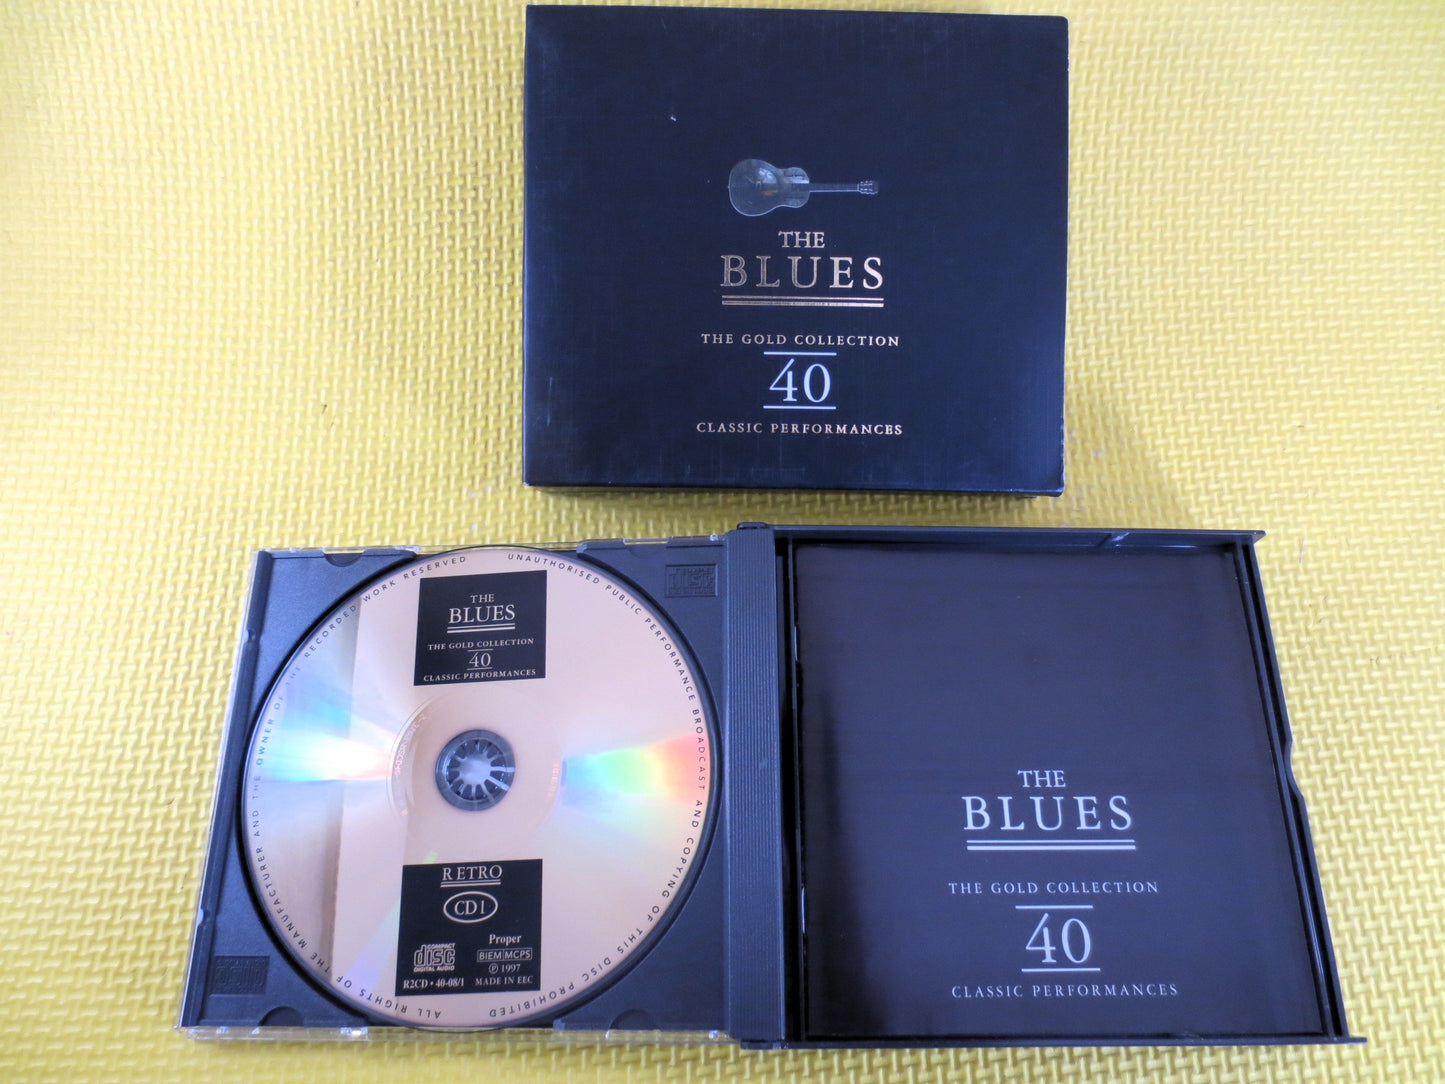 THE
BLUES
THE GOLD COLLECTION
40
CLASSIC PERFORMANCES
THE
BLUES
THE GOLD COLLECTION
40
CLASSIC PERFORMANCES
RETRO
CD 1
COMPACT
disc
DIGITAL AUDIO
R2CD • 40-08/1
Proper
BIEM MCPS
℗ 1997
MADE IN EEC
ALL RIGHTS OF THE MANUFACTURER AND THE OWNER OF THE RECORDED WORK RESERVED
UNAUTHORISED PUBLIC PERFORMANCE BROADCAST AND COPYING OF THIS DISC PROHIBITED
THE
BLUES
THE GOLD COLLECTION
40
CLASSIC PERFORMANCES